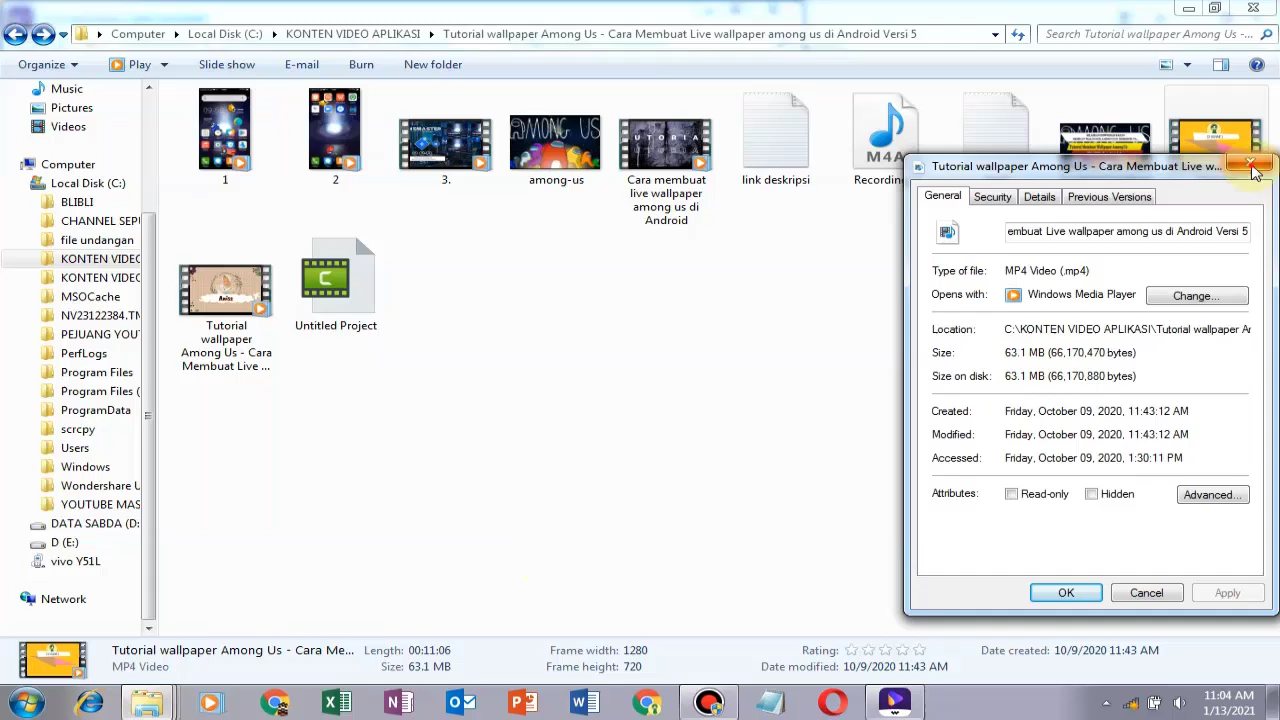 Computer ▸ Local Disk (C:) ▸ KONTEN VIDEO APLIKASI ▸ Tutorial wallpaper Among Us - Cara Membuat Live wallpaper among us di Android Versi 5
Search Tutorial wallpaper Among Us -...
Organize Play Slide show E-mail Burn New folder
Music
Pictures
Videos
Computer
Local Disk (C:)
BLIBLI
CHANNEL SEPU
file undangan
KONTEN VIDEO
KONTEN VIDEO
MSOCache
NV23122384.TM
PEJUANG YOUT
PerfLogs
Program Files
Program Files (
ProgramData
scrcpy
Users
Windows
Wondershare U
YOUTUBE MAS
DATA SABDA (D:
D (E:)
vivo Y51L
Network
1
2
3.
AMONG US
among-us
TUTORIA
Cara membuat
live wallpaper
among us di
Android
link deskripsi
M4A
Recording
Tutorial
wallpaper
Among Us - Cara
Membuat Live ...
Untitled Project
Tutorial wallpaper Among Us - Cara Membuat Live w...
General Security Details Previous Versions
embuat Live wallpaper among us di Android Versi 5
Type of file: MP4 Video (.mp4)
Opens with: Windows Media Player Change...
Location: C:\KONTEN VIDEO APLIKASI\Tutorial wallpaper Ar
Size: 63.1 MB (66,170,470 bytes)
Size on disk: 63.1 MB (66,170,880 bytes)
Created: Friday, October 09, 2020, 11:43:12 AM
Modified: Friday, October 09, 2020, 11:43:12 AM
Accessed: Friday, October 09, 2020, 1:30:11 PM
Attributes: Read-only Hidden Advanced...
OK Cancel Apply
Tutorial wallpaper Among Us - Cara Me... Length: 00:11:06 Frame width: 1280 Rating: Date created: 10/9/2020 11:43 AM
MP4 Video Size: 63.1 MB Frame height: 720 Date modified: 10/9/2020 11:43 AM
11:04 AM
1/13/2021